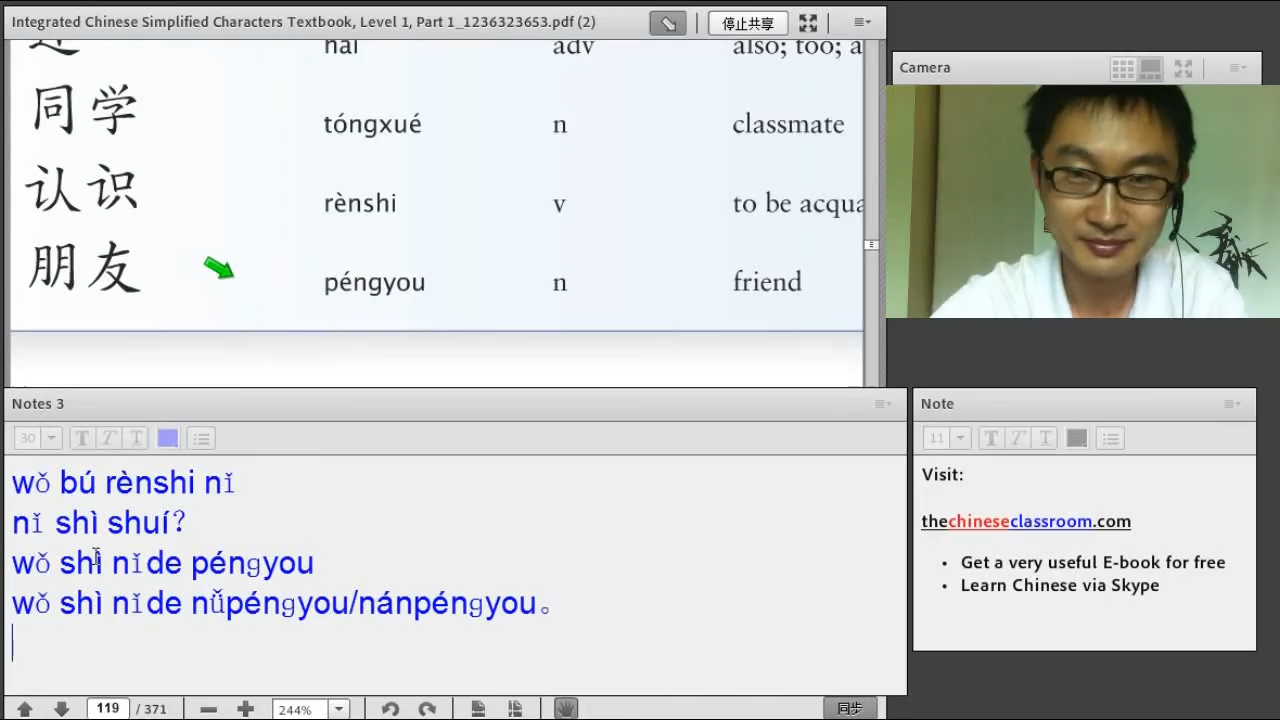 Integrated Chinese Simplified Characters Textbook, Level 1, Part 1_1236323653.pdf (2)
停止共享
还 hái adv also; too; a
同学 tóngxué n classmate
认识 rènshi v to be acqua
朋友 péngyou n friend
Camera
Notes 3
30
wǒ bú rènshi nǐ
nǐ shì shuí？
wǒ shì nǐde péngyou
wǒ shì nǐde nǚpéngyou/nánpéngyou。
119 / 371
244%
同步
Note
11
Visit:
thechineseclassroom.com
• Get a very useful E-book for free
• Learn Chinese via Skype